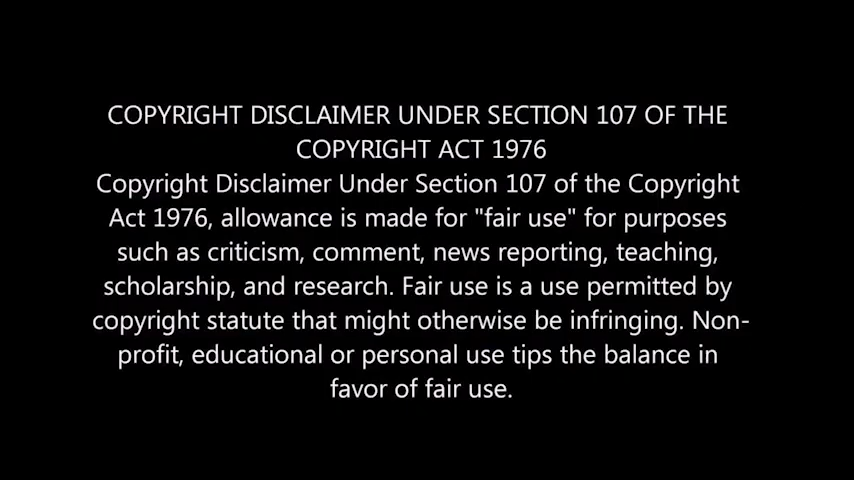 COPYRIGHT DISCLAIMER UNDER SECTION 107 OF THE
COPYRIGHT ACT 1976
Copyright Disclaimer Under Section 107 of the Copyright
Act 1976, allowance is made for "fair use" for purposes
such as criticism, comment, news reporting, teaching,
scholarship, and research. Fair use is a use permitted by
copyright statute that might otherwise be infringing. Non-
profit, educational or personal use tips the balance in
favor of fair use.